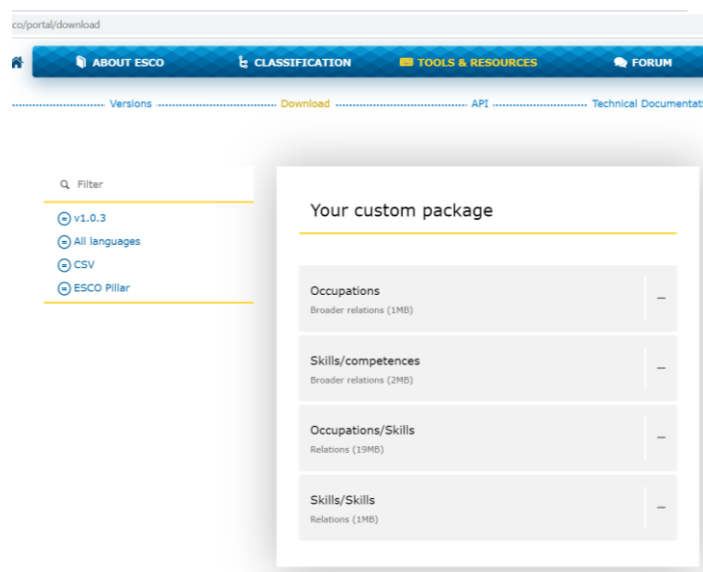 co/portal/download
ABOUT ESCO CLASSIFICATION TOOLS & RESOURCES FORUM
Versions Download API Technical Documentat
Filter
v1.0.3
All languages
CSV
ESCO Pillar
Your custom package
Occupations
Broader relations (1MB)
Skills/competences
Broader relations (2MB)
Occupations/Skills
Relations (19MB)
Skills/Skills
Relations (1MB)